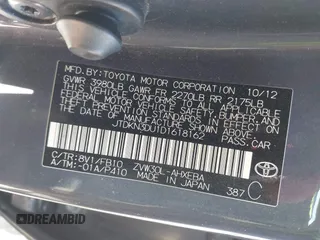 MFD.BY:TOYOTA MOTOR CORPORATION 10/12
GVWR 3980LB GAWR FR 2270LB RR 2175LB
THIS VEHICLE CONFORMS TO ALL APPLICABLE
FEDERAL MOTOR VEHICLE SAFETY, BUMPER, AND
THEFT PREVENTION STANDARDS IN EFFECT ON
THE DATE OF MANUFACTURE SHOWN ABOVE.
JTDKN3DU1D1618163 PASS.CAR
C/TR:8V1/FB10 ZVW30L-AHXEBA
A/TM:-01A/P410 MADE IN JAPAN
387 C
TOYOTA
DREAMBID